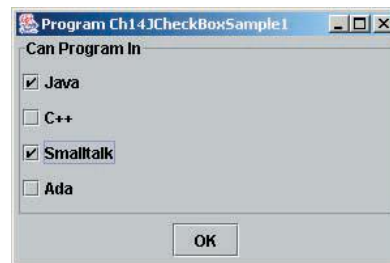 Program Ch14JCheckBoxSample1
Can Program In
Java
C++
Smalltalk
Ada
OK